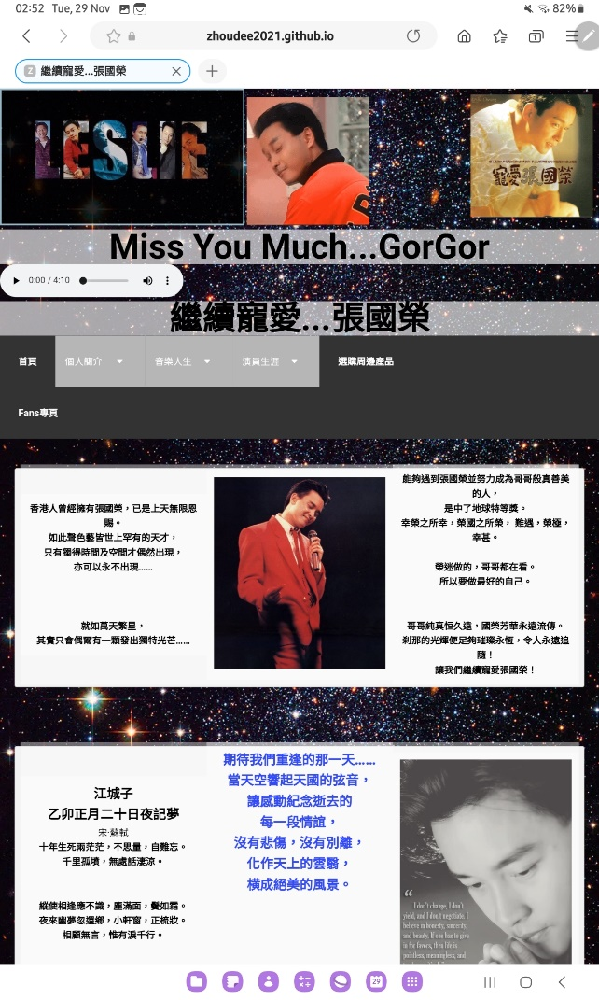 02:52 Tue, 29 Nov
82%
zhoudee2021.github.io
1
Z 繼續寵愛...張國榮
LESLIE
寵愛張國榮
Miss You Much...GorGor
0:00 / 4:10
繼續寵愛...張國榮
首頁 個人簡介 音樂人生 演員生涯 選購周邊產品
Fans專頁
香港人曾經擁有張國榮，已是上天無限恩
賜。
如此聲色藝皆世上罕有的天才，
只有獨得時間及空間才偶然出現，
亦可以永不出現......
就如萬天繁星，
其實只會偶爾有一顆發出獨特光芒......
能夠遇到張國榮並努力成為哥哥般真善美
的人，
是中了地球特等獎。
幸榮之所幸，榮國之所榮， 難遇，榮極，
幸甚。
榮迷做的，哥哥都在看。
所以要做最好的自己。
哥哥純真恒久遠，國榮芳華永遠流傳。
刹那的光煇便足夠璀璨永恆，令人永遠追
隨！
讓我們繼續寵愛張國榮！
江城子
乙卯正月二十日夜記夢
宋·蘇軾
十年生死兩茫茫，不思量，自難忘。
千里孤墳，無處話淒涼。
縱使相逢應不識，塵滿面，鬢如霜。
夜來幽夢忽還鄉，小軒窗，正梳妝。
相顧無言，惟有淚千行。
期待我們重逢的那一天......
當天空響起天國的弦音，
讓感動紀念逝去的
每一段情誼，
沒有悲傷，沒有別離，
化作天上的雲翳，
橫成絕美的風景。
“
I don't change, I don't
yield, and I don't negotiate. I
believe in honesty, sincerity,
and beauty. If one has to give
in for favors, then life is
pointless, meaningless, and
29